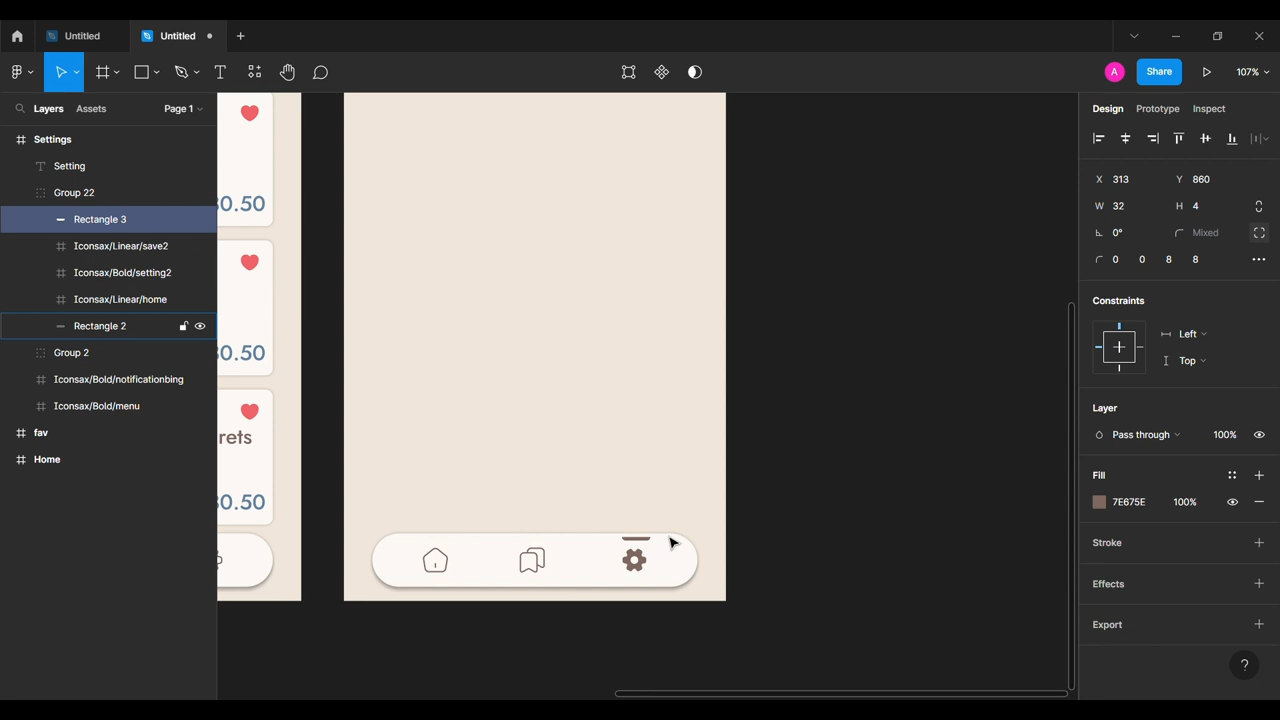 Untitled
Untitled
A
Share
107%
Layers
Assets
Page 1
Settings
Setting
Group 22
Rectangle 3
Iconsax/Linear/save2
Iconsax/Bold/setting2
Iconsax/Linear/home
Rectangle 2
Group 2
Iconsax/Bold/notificationbing
Iconsax/Bold/menu
fav
Home
0.50
0.50
rets
0.50
Design
Prototype
Inspect
X 313
Y 860
W 32
H 4
0°
Mixed
0 0 8 8
Constraints
Left
Top
Layer
Pass through
100%
Fill
7E675E
100%
Stroke
Effects
Export
?